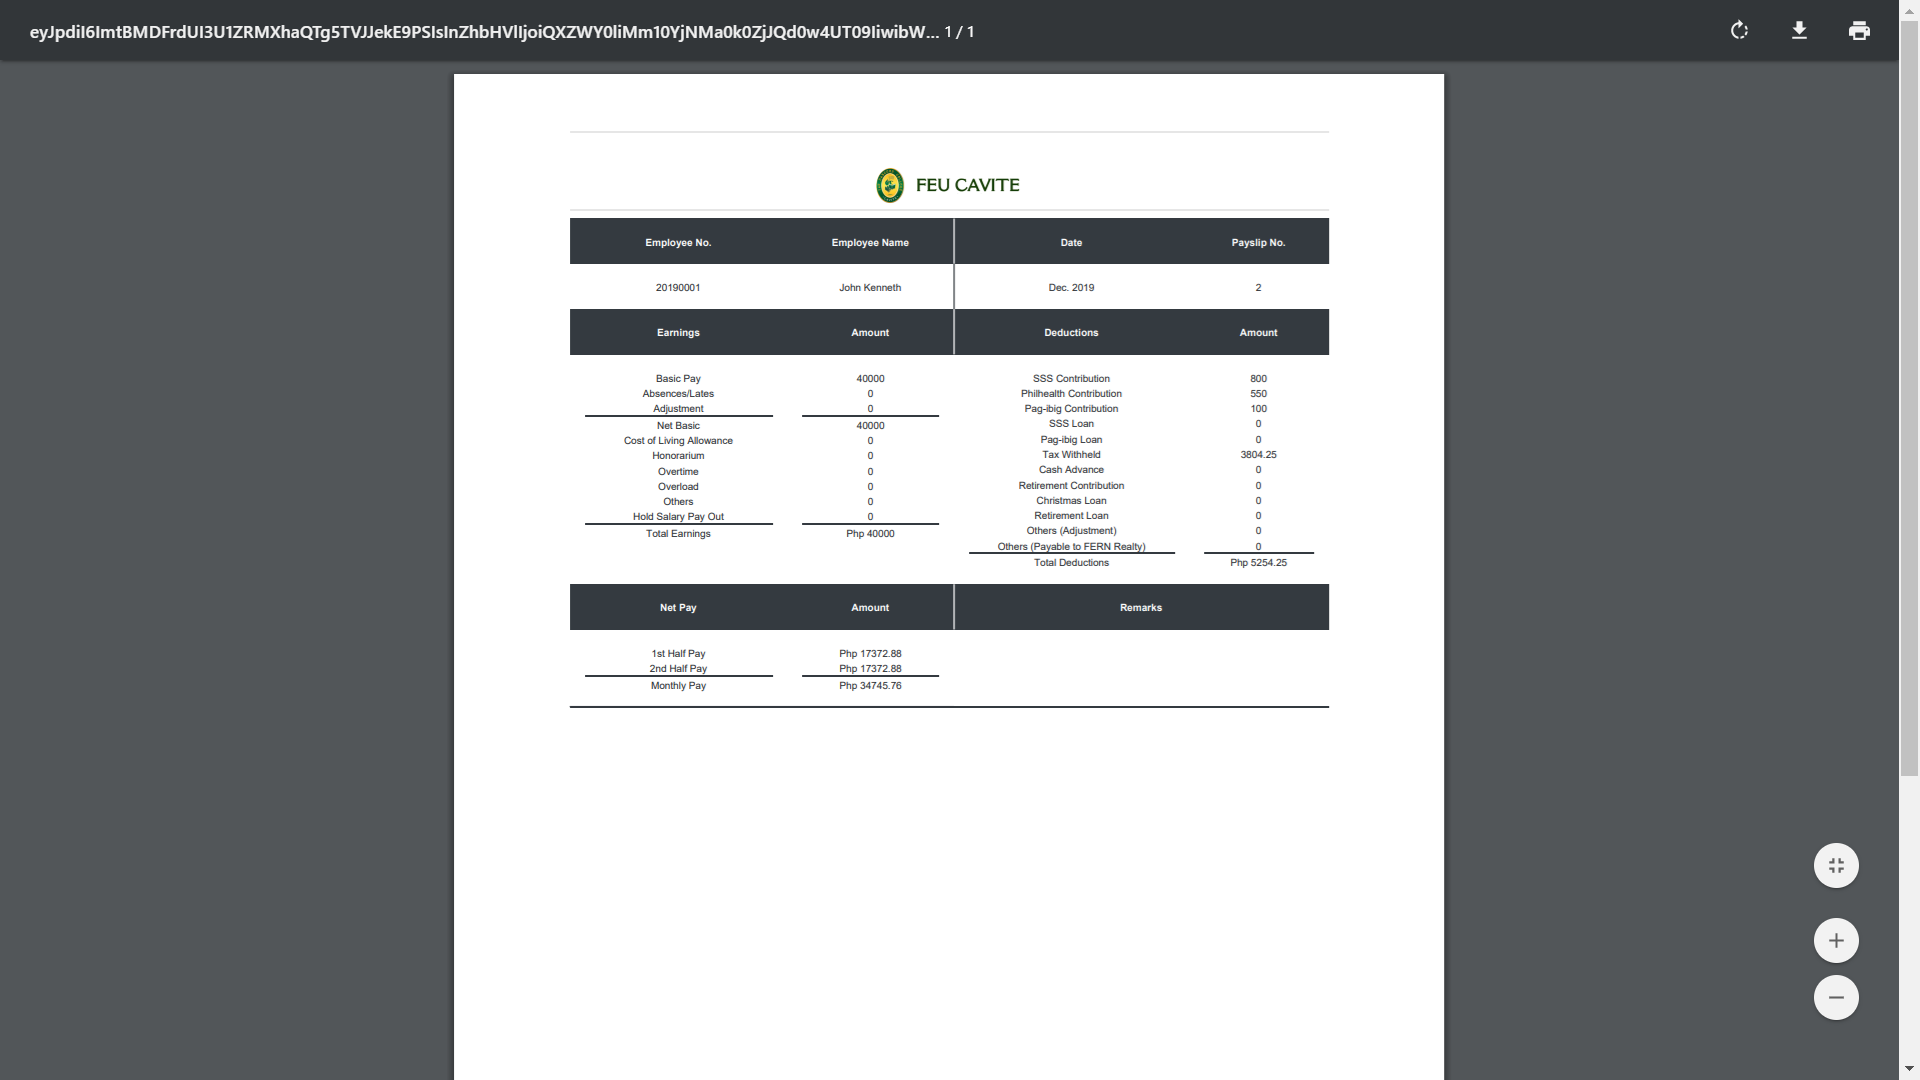 eyJpdiI6ImtBMDFrdUI3U1ZRMXhaQTg5TVJJekE9PSIsInZhbHVlIjoiQXZWY0liMm10YjNMa0k0ZjJQd0w4UT09IiwibW... 1 / 1
FEU CAVITE
Employee No. Employee Name Date Payslip No.
20190001 John Kenneth Dec. 2019 2
Earnings Amount Deductions Amount
Basic Pay 40000 SSS Contribution 800
Absences/Lates 0 Philhealth Contribution 550
Adjustment 0 Pag-ibig Contribution 100
Net Basic 40000 SSS Loan 0
Cost of Living Allowance 0 Pag-ibig Loan 0
Honorarium 0 Tax Withheld 3804.25
Overtime 0 Cash Advance 0
Overload 0 Retirement Contribution 0
Others 0 Christmas Loan 0
Hold Salary Pay Out 0 Retirement Loan 0
Total Earnings Php 40000 Others (Adjustment) 0
Others (Payable to FERN Realty) 0
Total Deductions Php 5254.25
Net Pay Amount Remarks
1st Half Pay Php 17372.88
2nd Half Pay Php 17372.88
Monthly Pay Php 34745.76